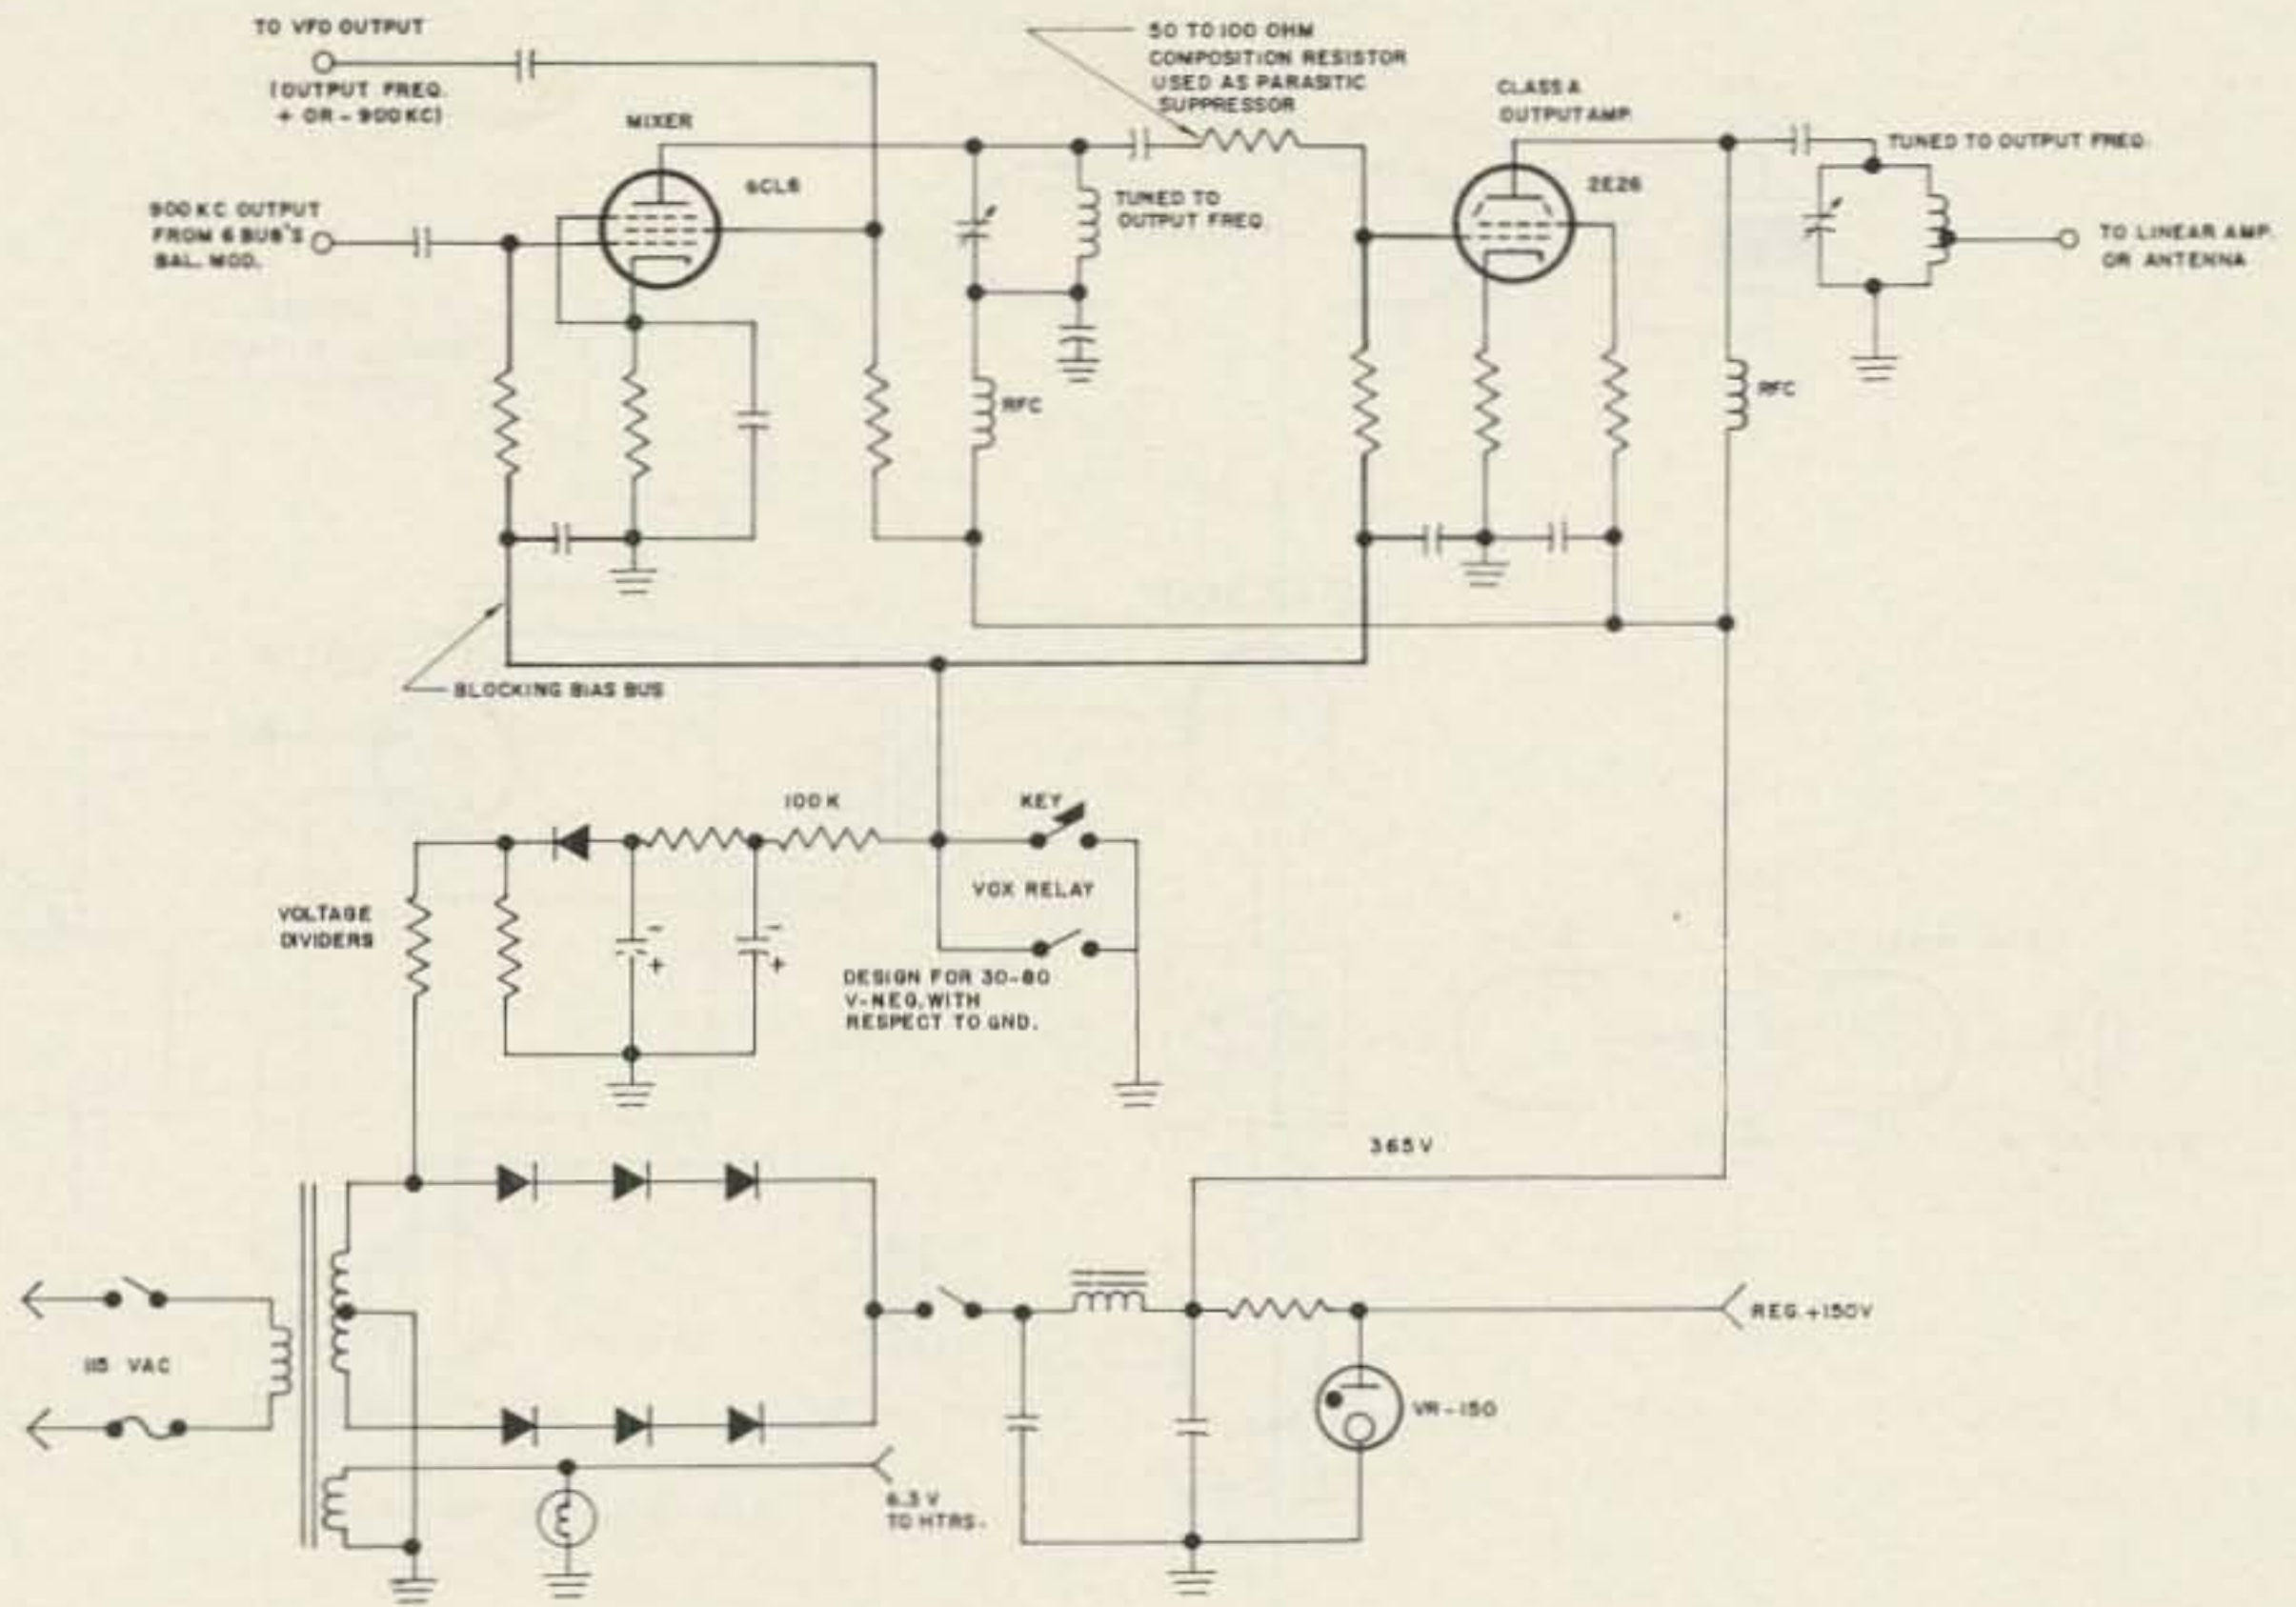 TO VFO OUTPUT
(OUTPUT FREQ.
+ OR - 900 KC)
50 TO 100 OHM
COMPOSITION RESISTOR
USED AS PARASITIC
SUPPRESSOR
MIXER
6CL6
CLASS A
OUTPUT AMP.
2E26
TUNED TO OUTPUT FREQ.
900 KC OUTPUT
FROM 6 BU8'S
BAL. MOD.
TUNED TO
OUTPUT FREQ.
TO LINEAR AMP.
OR ANTENNA
RFC
RFC
BLOCKING BIAS BUS
100 K
KEY
VOX RELAY
VOLTAGE
DIVIDERS
-
+
-
+
DESIGN FOR 30-80
V-NEG. WITH
RESPECT TO GND.
365 V
115 VAC
REG. +150V
VR-150
6.3 V
TO HTRS.